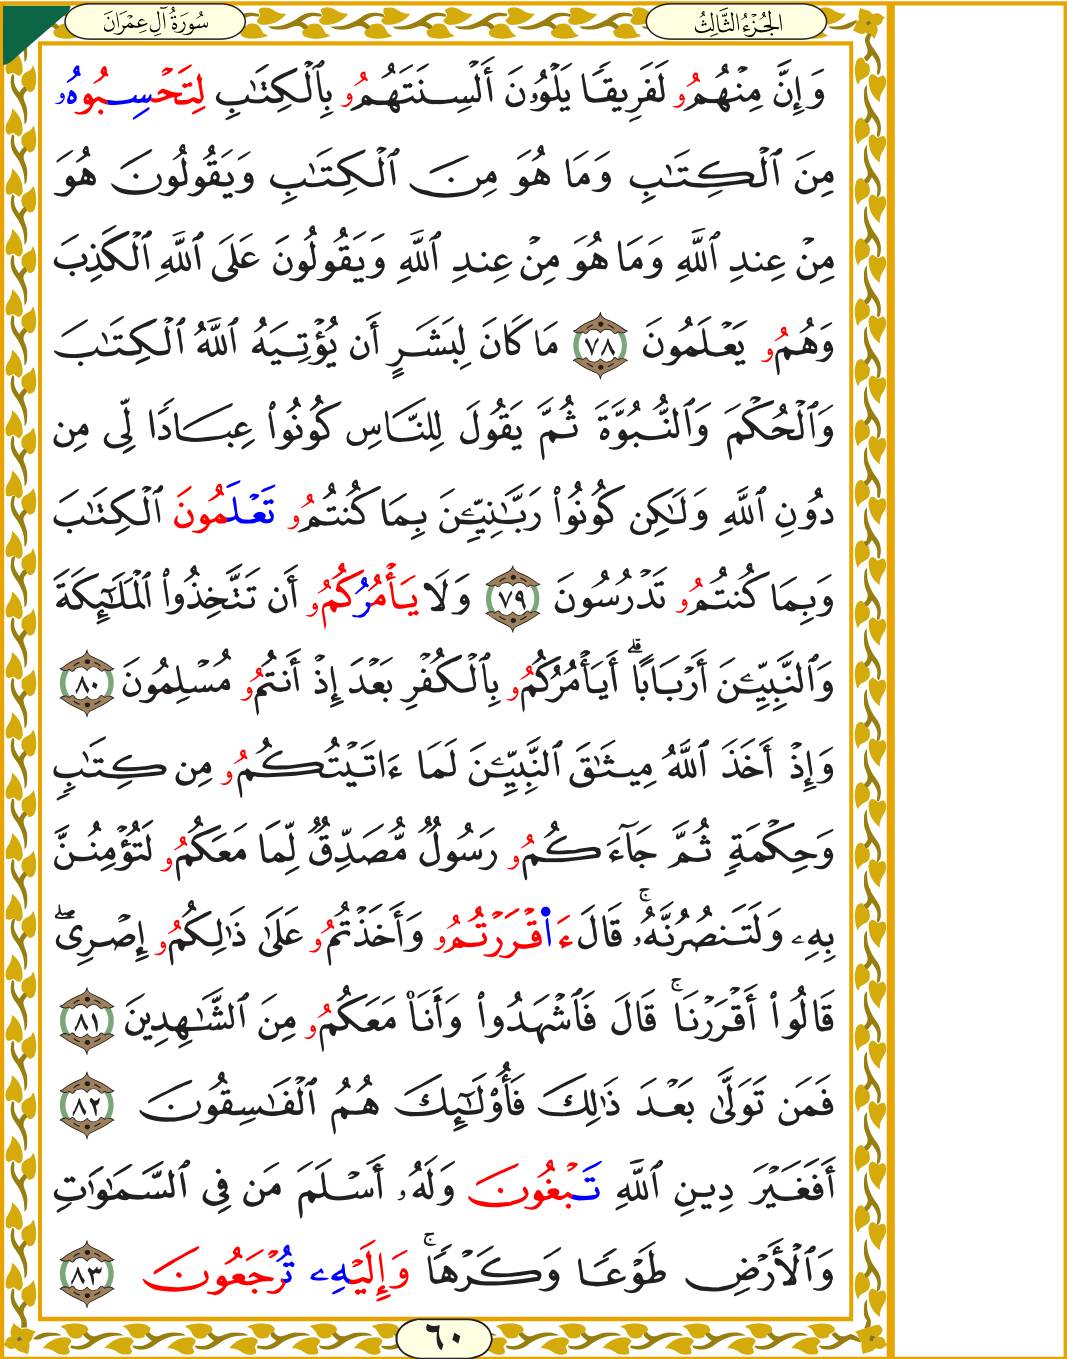 سُورَةُ آلِ عِمْرَانَ
الجُزْءُ الثَّالِثُ
وَإِنَّ مِنْهُمُو لَفَرِيقًا يَلْوُۥنَ أَلْسِنَتَهُمُو بِٱلْكِتَٰبِ لِتَحْسِبُوهُۥ
مِنَ ٱلْكِتَٰبِ وَمَا هُوَ مِنَ ٱلْكِتَٰبِ وَيَقُولُونَ هُوَ
مِنْ عِندِ ٱللَّهِ وَمَا هُوَ مِنْ عِندِ ٱللَّهِ وَيَقُولُونَ عَلَى ٱللَّهِ ٱلْكَذِبَ
وَهُمُو يَعْلَمُونَ ٧٨ مَا كَانَ لِبَشَرٍ أَن يُؤْتِيَهُ ٱللَّهُ ٱلْكِتَٰبَ
وَٱلْحُكْمَ وَٱلنُّبُوَّةَ ثُمَّ يَقُولَ لِلنَّاسِ كُونُوا۟ عِبَادًا لِّى مِن
دُونِ ٱللَّهِ وَلَٰكِن كُونُوا۟ رَبَّٰنِيِّـۧنَ بِمَا كُنتُمُو تَعْلَمُونَ ٱلْكِتَٰبَ
وَبِمَا كُنتُمُو تَدْرُسُونَ ٧٩ وَلَا يَأْمُرُكُمُو أَن تَتَّخِذُوا۟ ٱلْمَلَٰٓئِكَةَ
وَٱلنَّبِيِّـۧنَ أَرْبَابًا ۗ أَيَأْمُرُكُمُو بِٱلْكُفْرِ بَعْدَ إِذْ أَنتُمُو مُسْلِمُونَ ٨٠
وَإِذْ أَخَذَ ٱللَّهُ مِيثَٰقَ ٱلنَّبِيِّـۧنَ لَمَا ءَاتَيْتُكُمُو مِن كِتَٰبٍ
وَحِكْمَةٍ ثُمَّ جَآءَكُمُو رَسُولٌ مُّصَدِّقٌ لِّمَا مَعَكُمُو لَتُؤْمِنُنَّ
بِهِۦ وَلَتَنصُرُنَّهُۥ ۚ قَالَ ءَا۬قْرَرْتُمُو وَأَخَذْتُمُو عَلَىٰ ذَٰلِكُمُو إِصْرِى ۖ
قَالُوا۟ أَقْرَرْنَا ۚ قَالَ فَٱشْهَدُوا۟ وَأَنَا۠ مَعَكُمُو مِنَ ٱلشَّٰهِدِينَ ٨١
فَمَن تَوَلَّىٰ بَعْدَ ذَٰلِكَ فَأُو۟لَٰٓئِكَ هُمُ ٱلْفَٰسِقُونَ ٨٢
أَفَغَيْرَ دِينِ ٱللَّهِ تَبْغُونَ وَلَهُۥٓ أَسْلَمَ مَن فِى ٱلسَّمَٰوَٰتِ
وَٱلْأَرْضِ طَوْعًا وَكَرْهًا ۚ وَإِلَيْهِۦ تُرْجَعُونَ ٨٣
٦٠